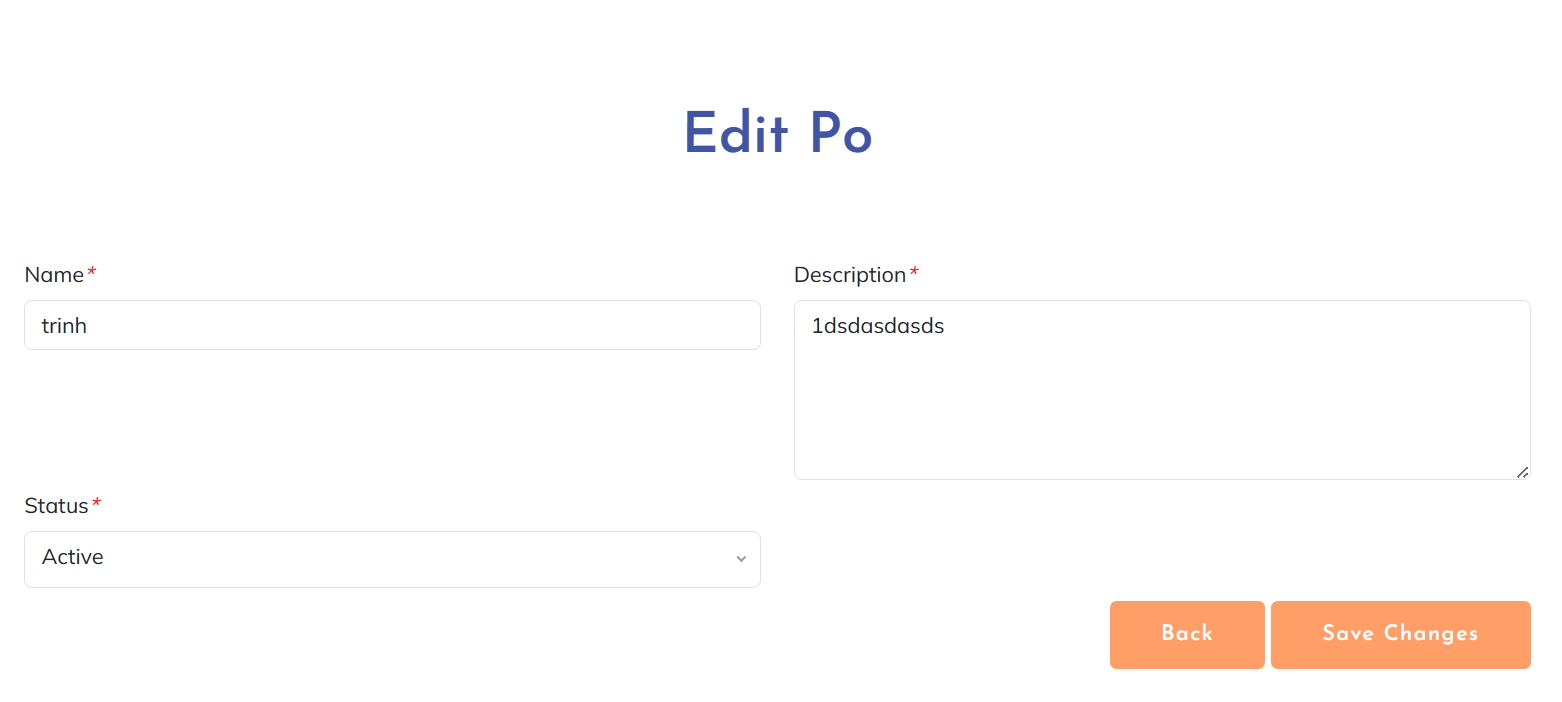 Edit Po
Name*
trinh
Description*
1dsdasdasds
Status*
Active
Back
Save Changes